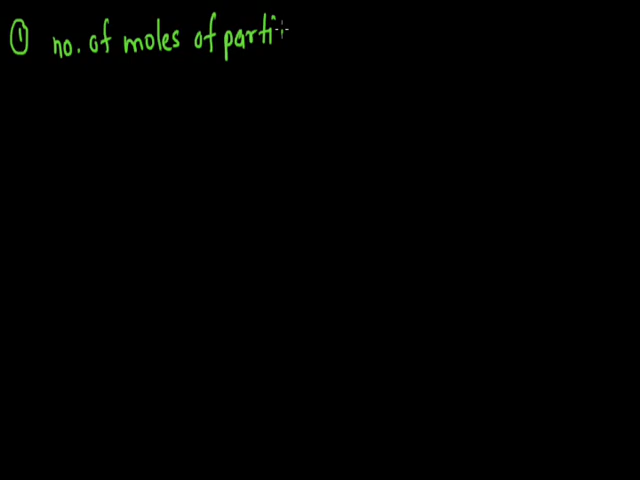 ① no. of moles of parti